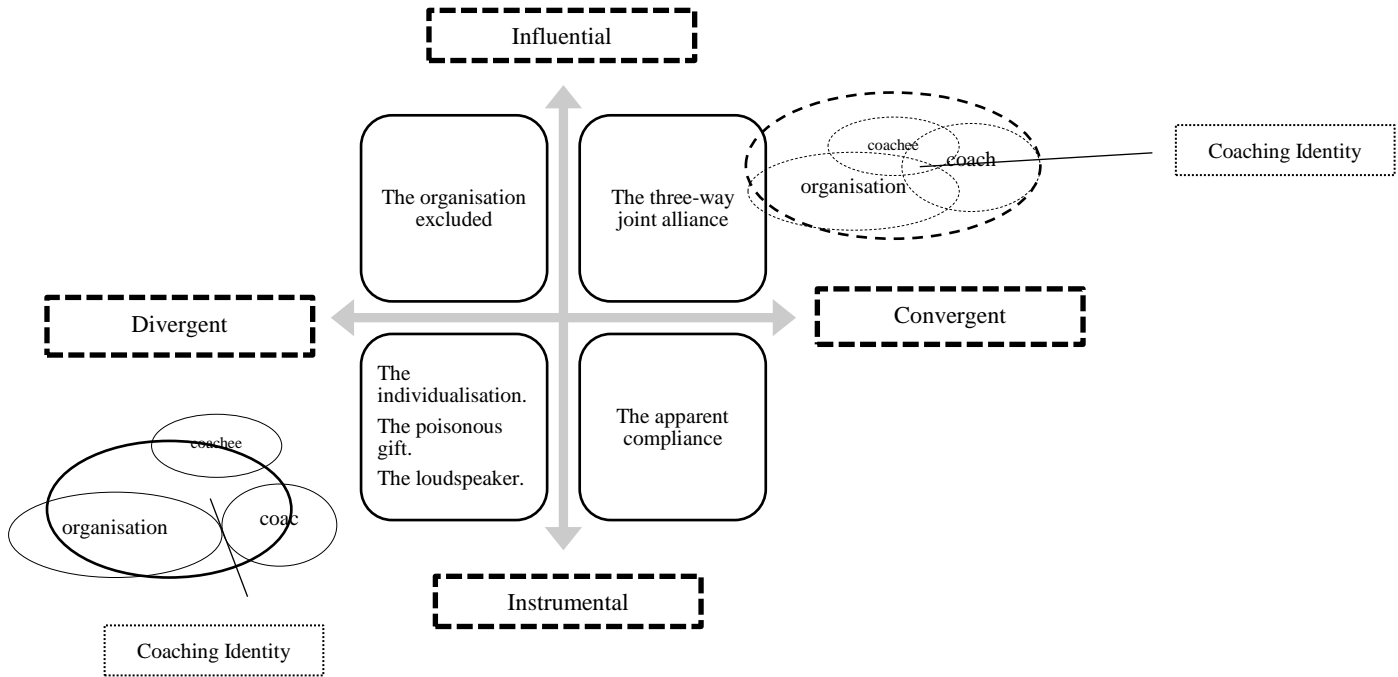 Influential
The organisation
excluded
The three-way
joint alliance
coachee
coach
organisation
Coaching Identity
Divergent
Convergent
The
individualisation.
The poisonous
gift.
The loudspeaker.
The apparent
compliance
coachee
organisation
coac
Instrumental
Coaching Identity